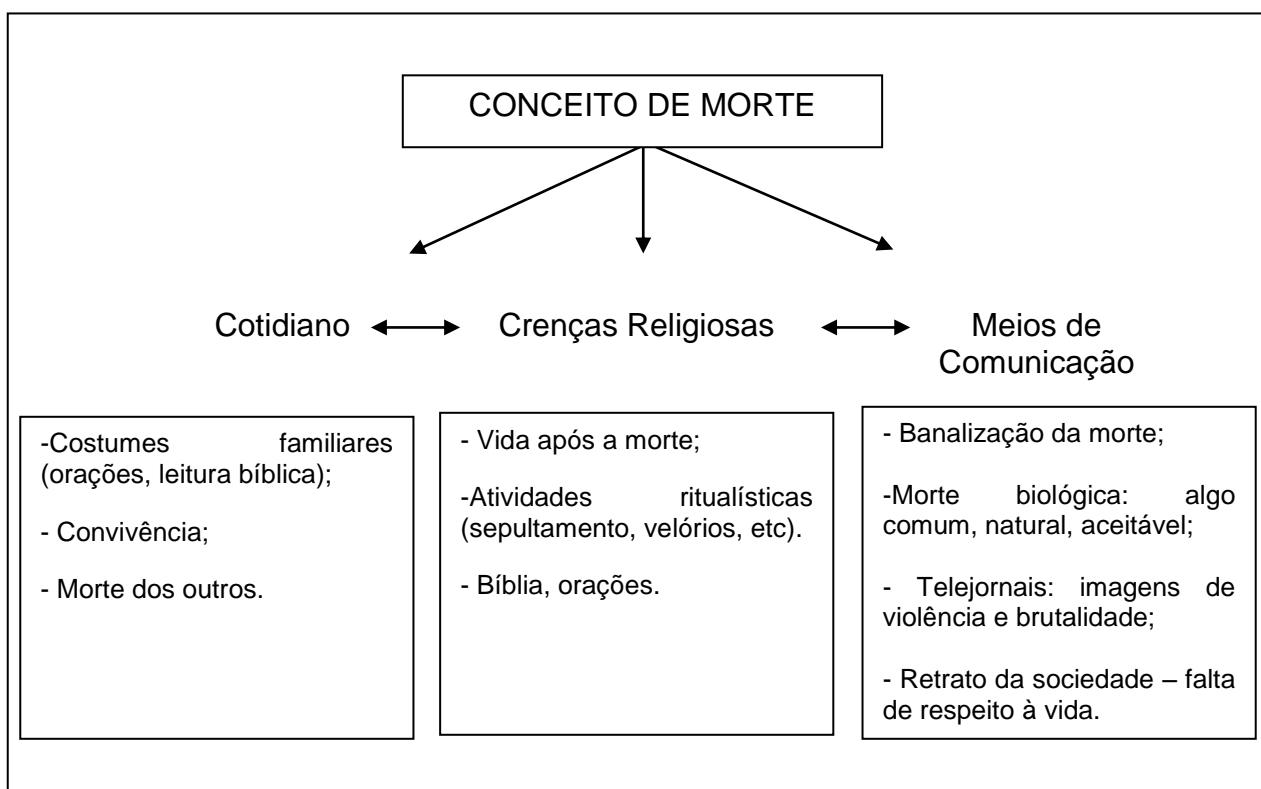 CONCEITO DE MORTE
Cotidiano
Crenças Religiosas
Meios de
Comunicação
-Costumes familiares
(orações, leitura bíblica);
- Convivência;
- Morte dos outros.
- Vida após a morte;
-Atividades ritualísticas
(sepultamento, velórios, etc).
- Bíblia, orações.
- Banalização da morte;
-Morte biológica: algo
comum, natural, aceitável;
- Telejornais: imagens de
violência e brutalidade;
- Retrato da sociedade – falta
de respeito à vida.